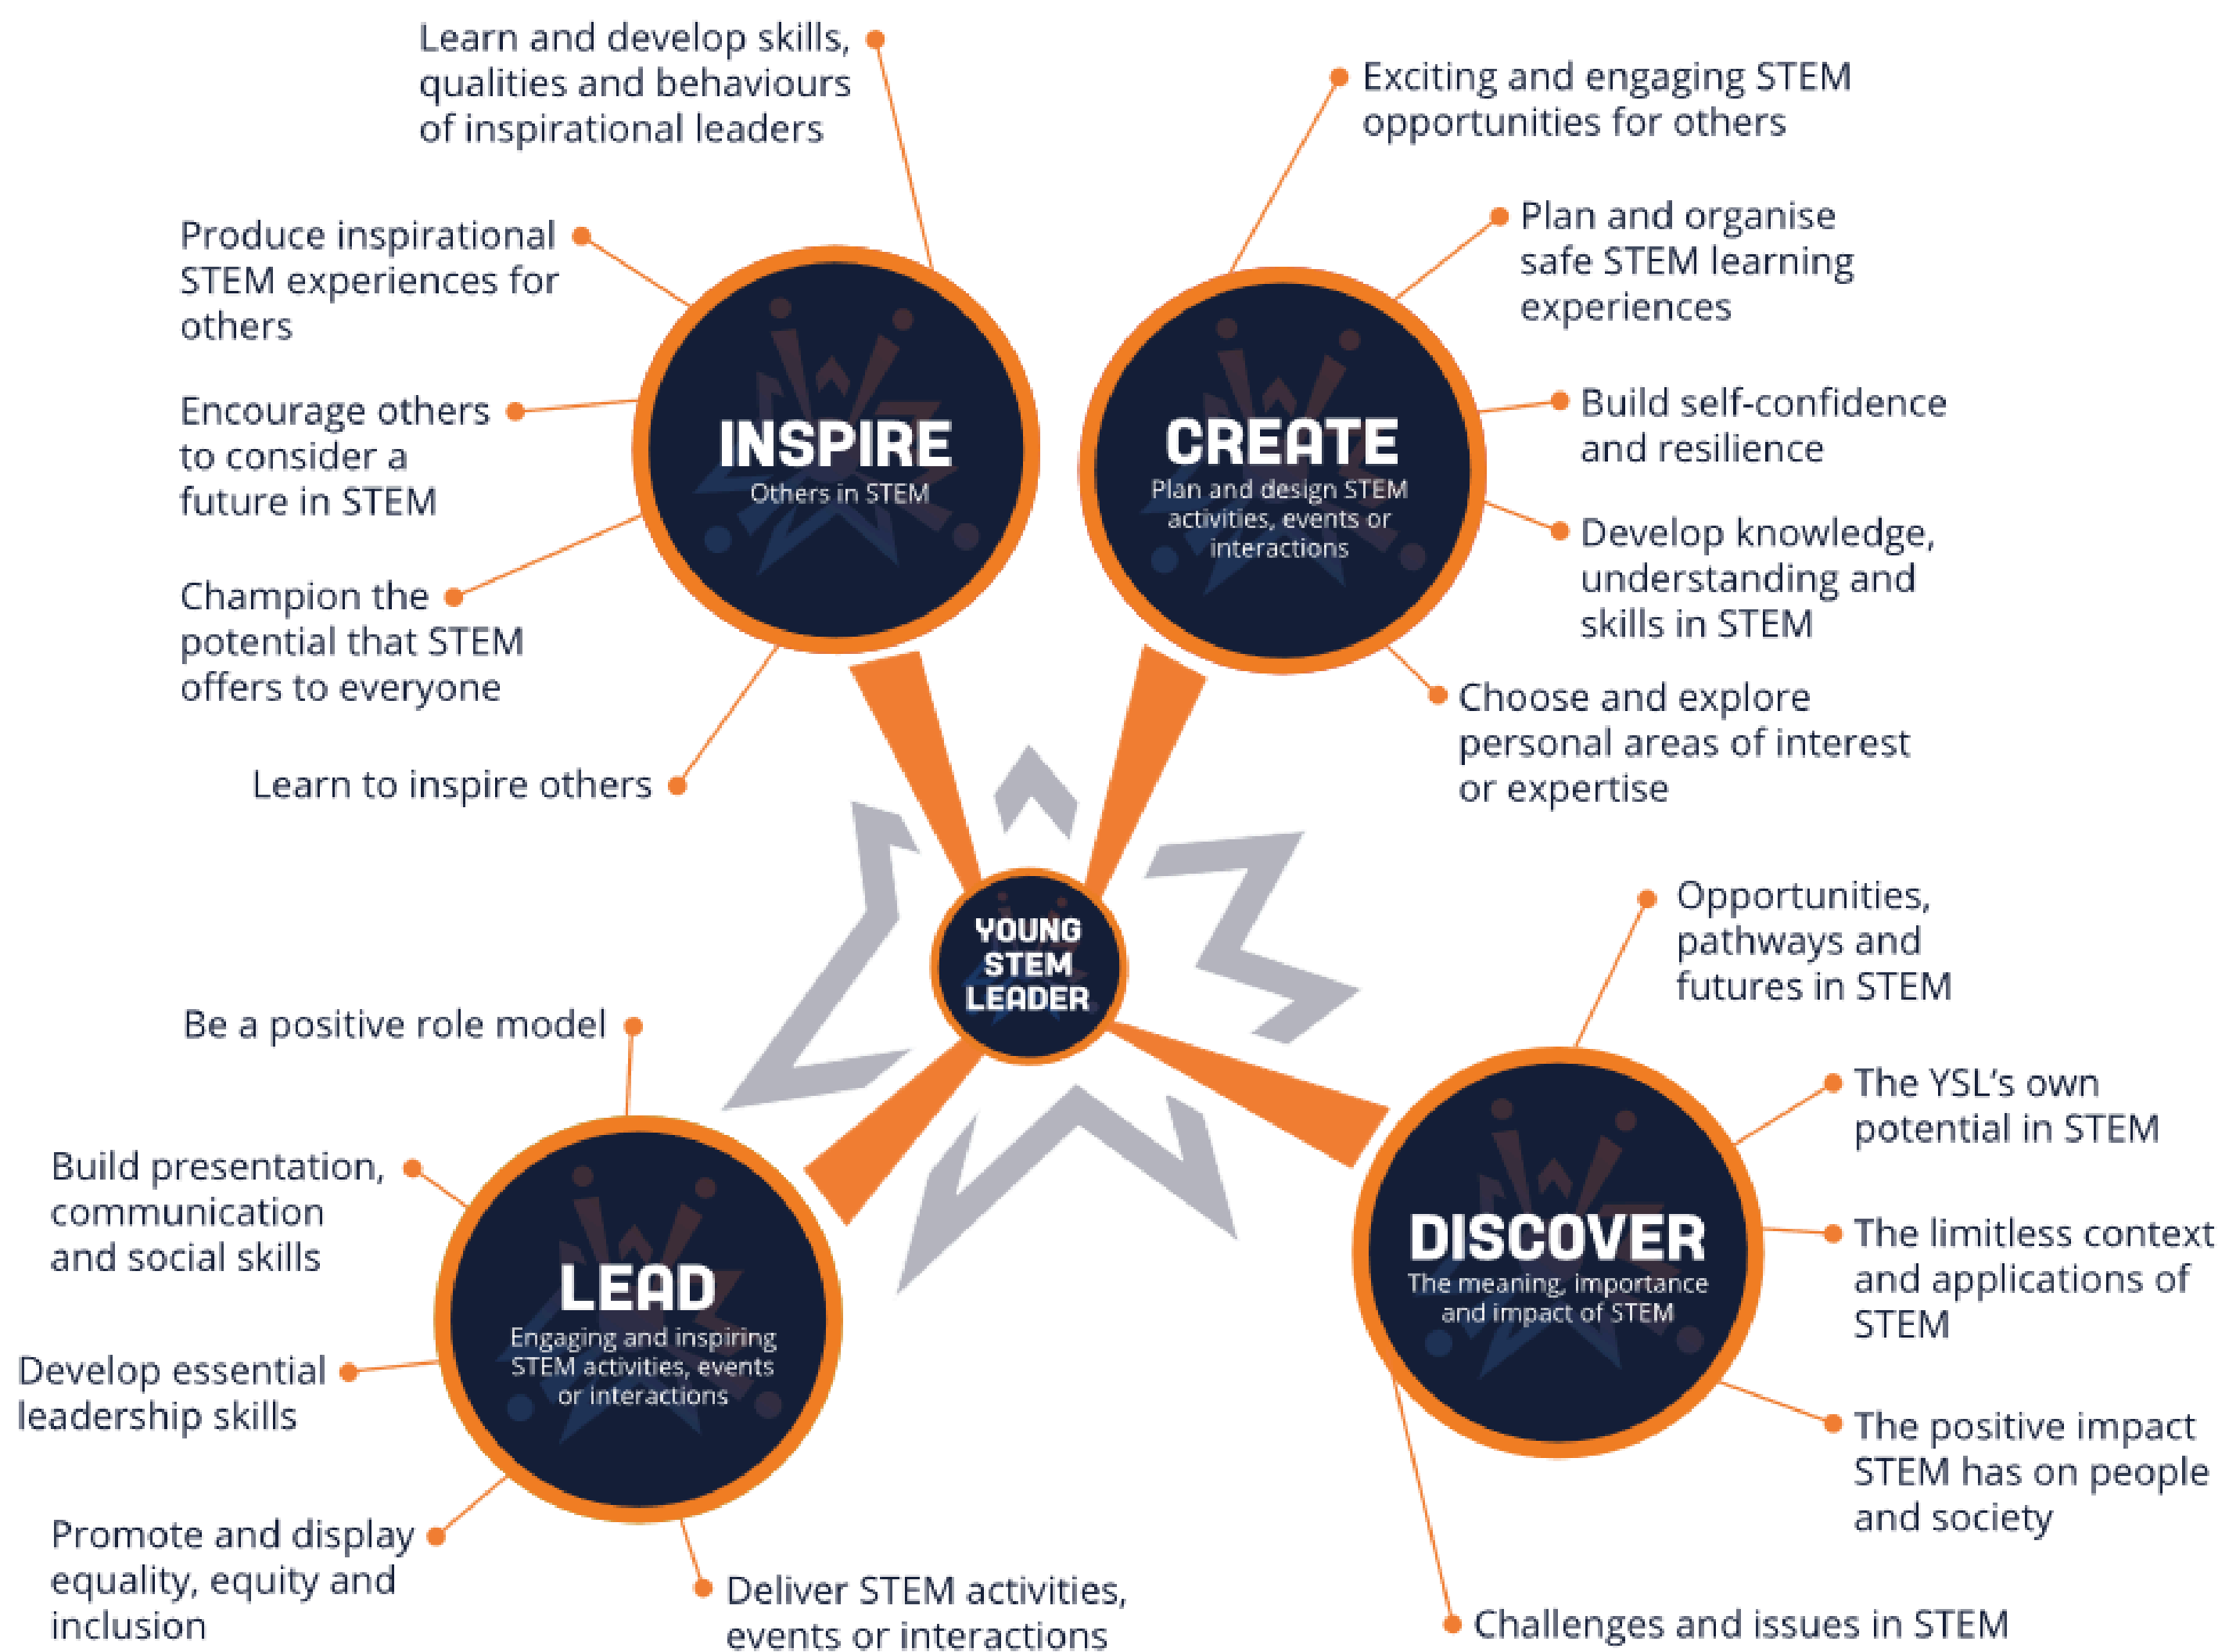 Learn and develop skills,
qualities and behaviours
of inspirational leaders
Produce inspirational
STEM experiences for
others
Encourage others
to consider a
future in STEM
Champion the
potential that STEM
offers to everyone
Learn to inspire others
INSPIRE
Others in STEM
Exciting and engaging STEM
opportunities for others
Plan and organise
safe STEM learning
experiences
Build self-confidence
and resilience
Develop knowledge,
understanding and
skills in STEM
Choose and explore
personal areas of interest
or expertise
CREATE
Plan and design STEM
activities, events or
interactions
YOUNG
STEM
LEADER
Be a positive role model
Build presentation,
communication
and social skills
Develop essential
leadership skills
Promote and display
equality, equity and
inclusion
Deliver STEM activities,
events or interactions
LEAD
Engaging and inspiring
STEM activities, events
or interactions
Opportunities,
pathways and
futures in STEM
The YSL's own
potential in STEM
The limitless context
and applications of
STEM
The positive impact
STEM has on people
and society
Challenges and issues in STEM
DISCOVER
The meaning, importance
and impact of STEM